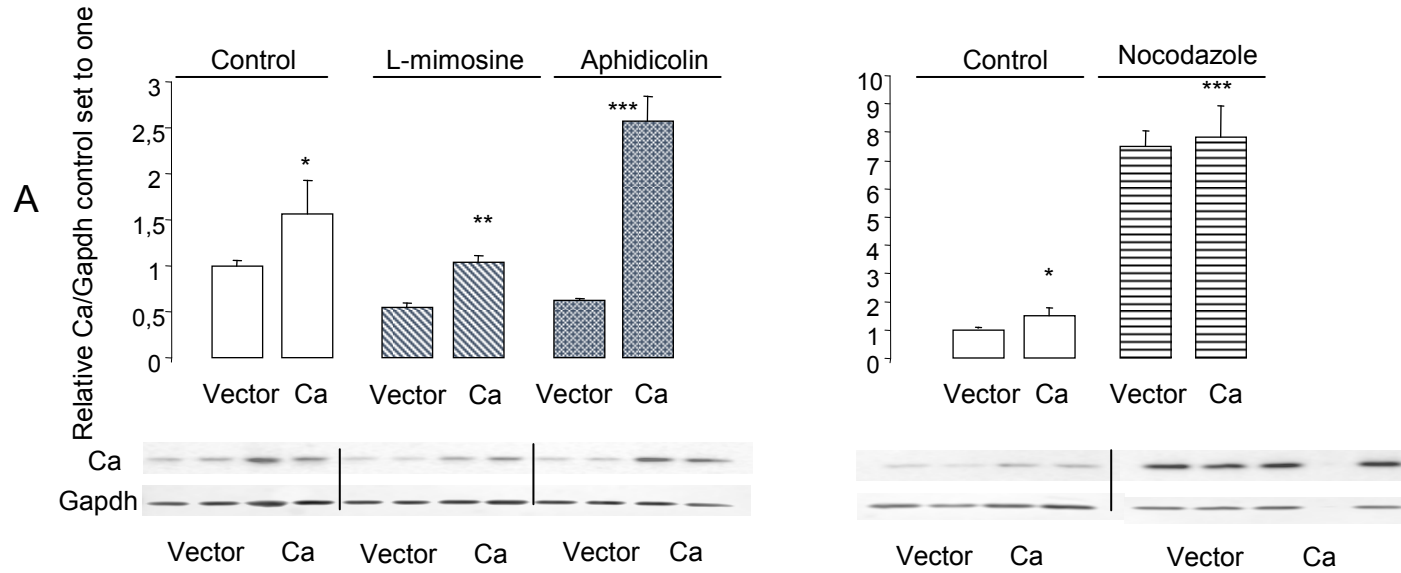 A
Relative Ca/Gapdh control set to one
Control
L-mimosine
Aphidicolin
3
2,5
2
1,5
1
0,5
0
*
**
***
Vector Ca
Vector Ca
Vector Ca
Control
Nocodazole
10
9
8
7
6
5
4
3
2
1
0
*
***
Vector Ca
Vector Ca
Ca
Gapdh
Vector Ca
Vector Ca
Vector Ca
Vector Ca
Vector Ca